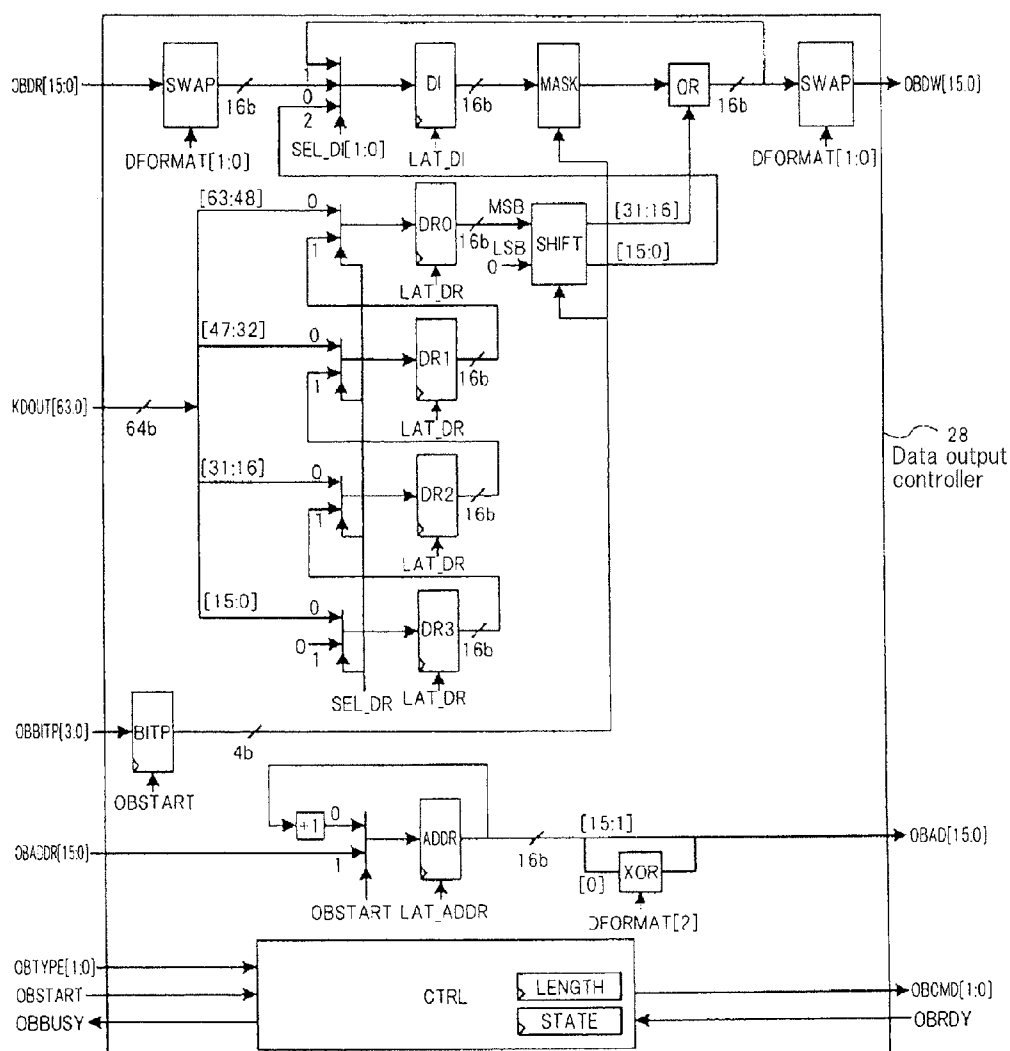 OBDR[15:0]
SWAP
16b
1
0
2
SEL_DI[1:0]
DI
LAT_DI
16b
MASK
OR
16b
SWAP
OBDW[15:0]
DFORMAT[1:0]
DFORMAT[1:0]
[63:48]
0
1
DR0
16b
LAT_DR
MSB
LSB
0
SHIFT
[31:16]
[15:0]
[47:32]
0
1
DR1
16b
LAT_DR
KDOUT[63:0]
64b
28
Data output
controller
[31:16]
0
1
DR2
16b
LAT_DR
[15:0]
0
0
1
DR3
16b
LAT_DR
SEL_DR
OBBITP[3:0]
BITP
4b
OBSTART
+1
0
1
ADDR
16b
[15:1]
OBAD[15:0]
OBADDR[15:0]
[0]
XOR
OBSTART
LAT_ADDR
DFORMAT[2]
OBTYPE[1:0]
OBSTART
OBBUSY
CTRL
LENGTH
STATE
OBCMD[1:0]
OBRDY